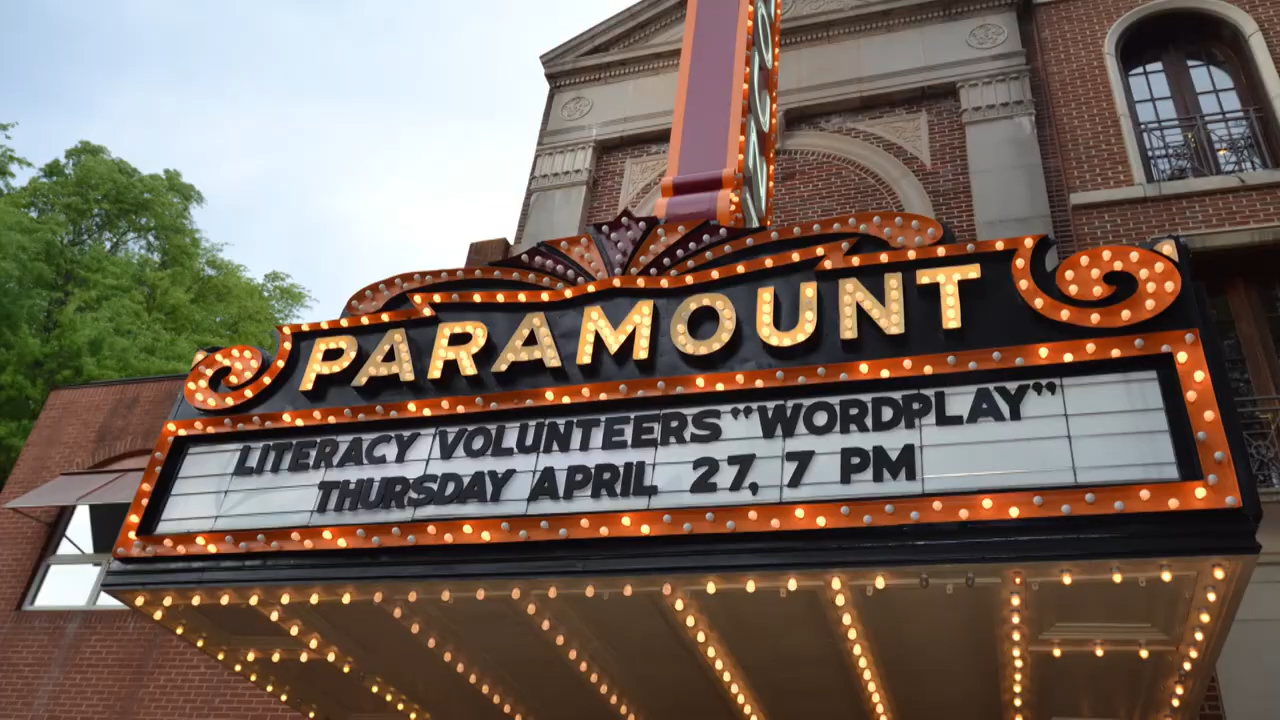 PARAMOUNT
LITERACY VOLUNTEERS "WORDPLAY"
THURSDAY APRIL 27, 7 PM